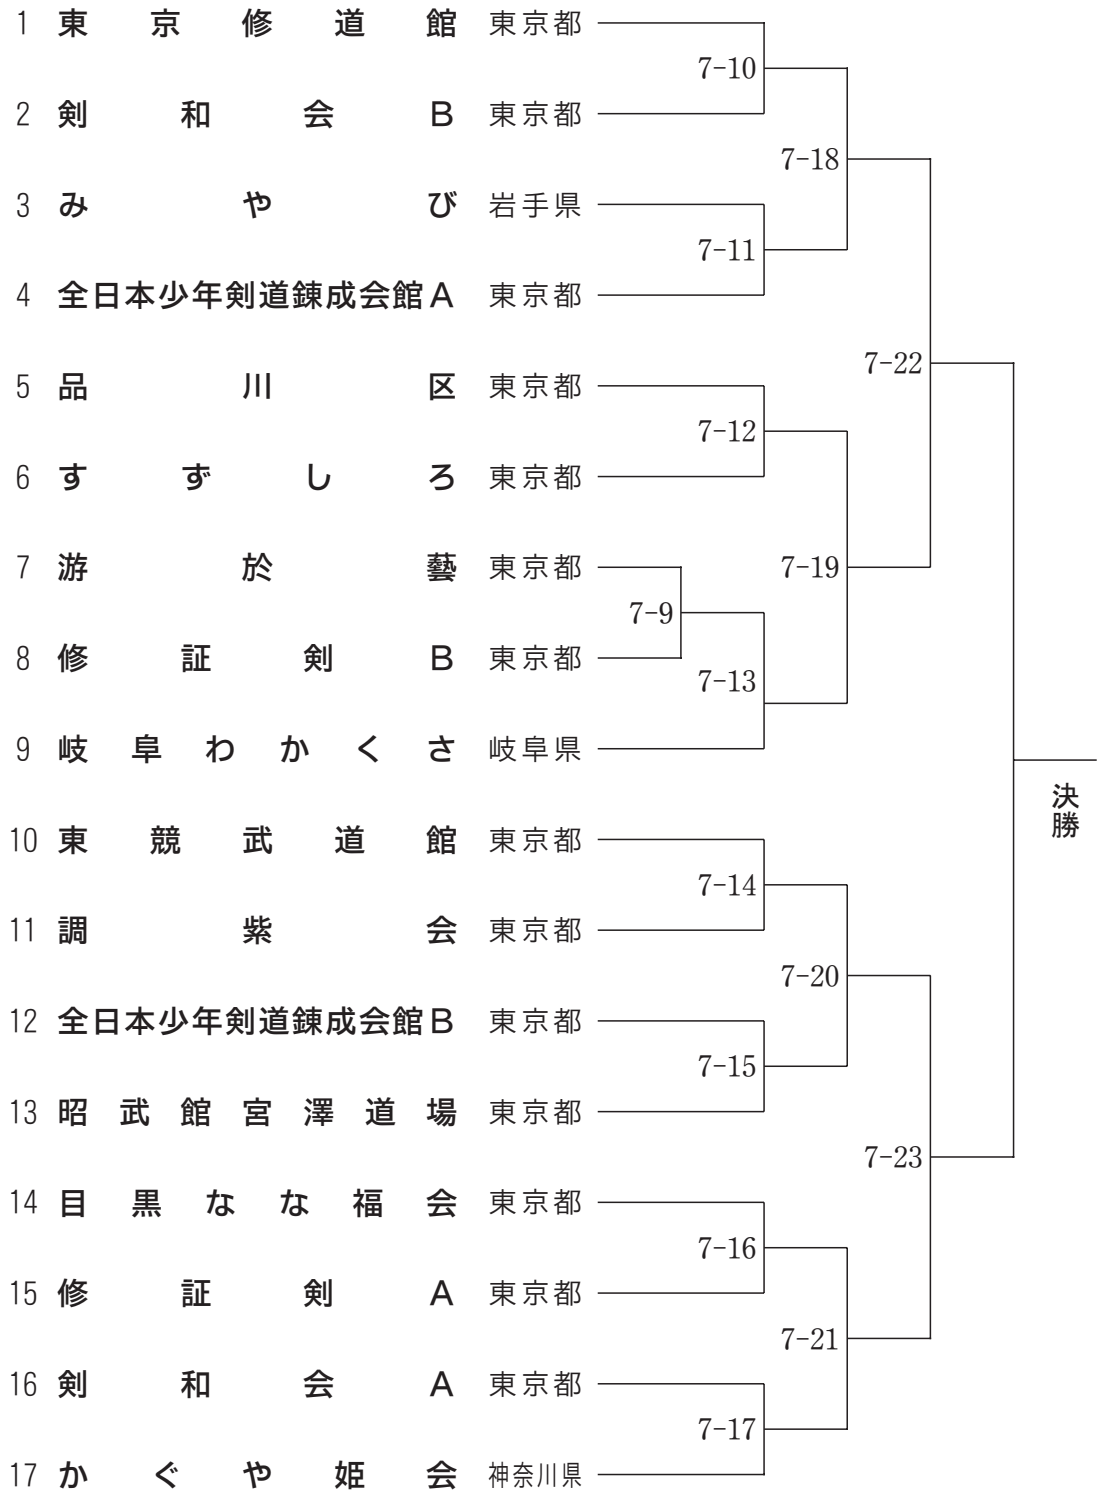 1 東京修道館 東京都
7-10
2 剣和会B 東京都
7-18
3 みやび 岩手県
7-11
4 全日本少年剣道錬成会館A 東京都
7-22
5 品川区 東京都
7-12
6 すずしろ 東京都
7 游於藝 東京都
7-19
7-9
8 修証剣B 東京都
7-13
9 岐阜わかくさ 岐阜県
決勝
10 東競武道館 東京都
7-14
11 調紫会 東京都
7-20
12 全日本少年剣道錬成会館B 東京都
7-15
13 昭武館宮澤道場 東京都
7-23
14 目黒なな福会 東京都
7-16
15 修証剣A 東京都
7-21
16 剣和会A 東京都
7-17
17 かぐや姫会 神奈川県